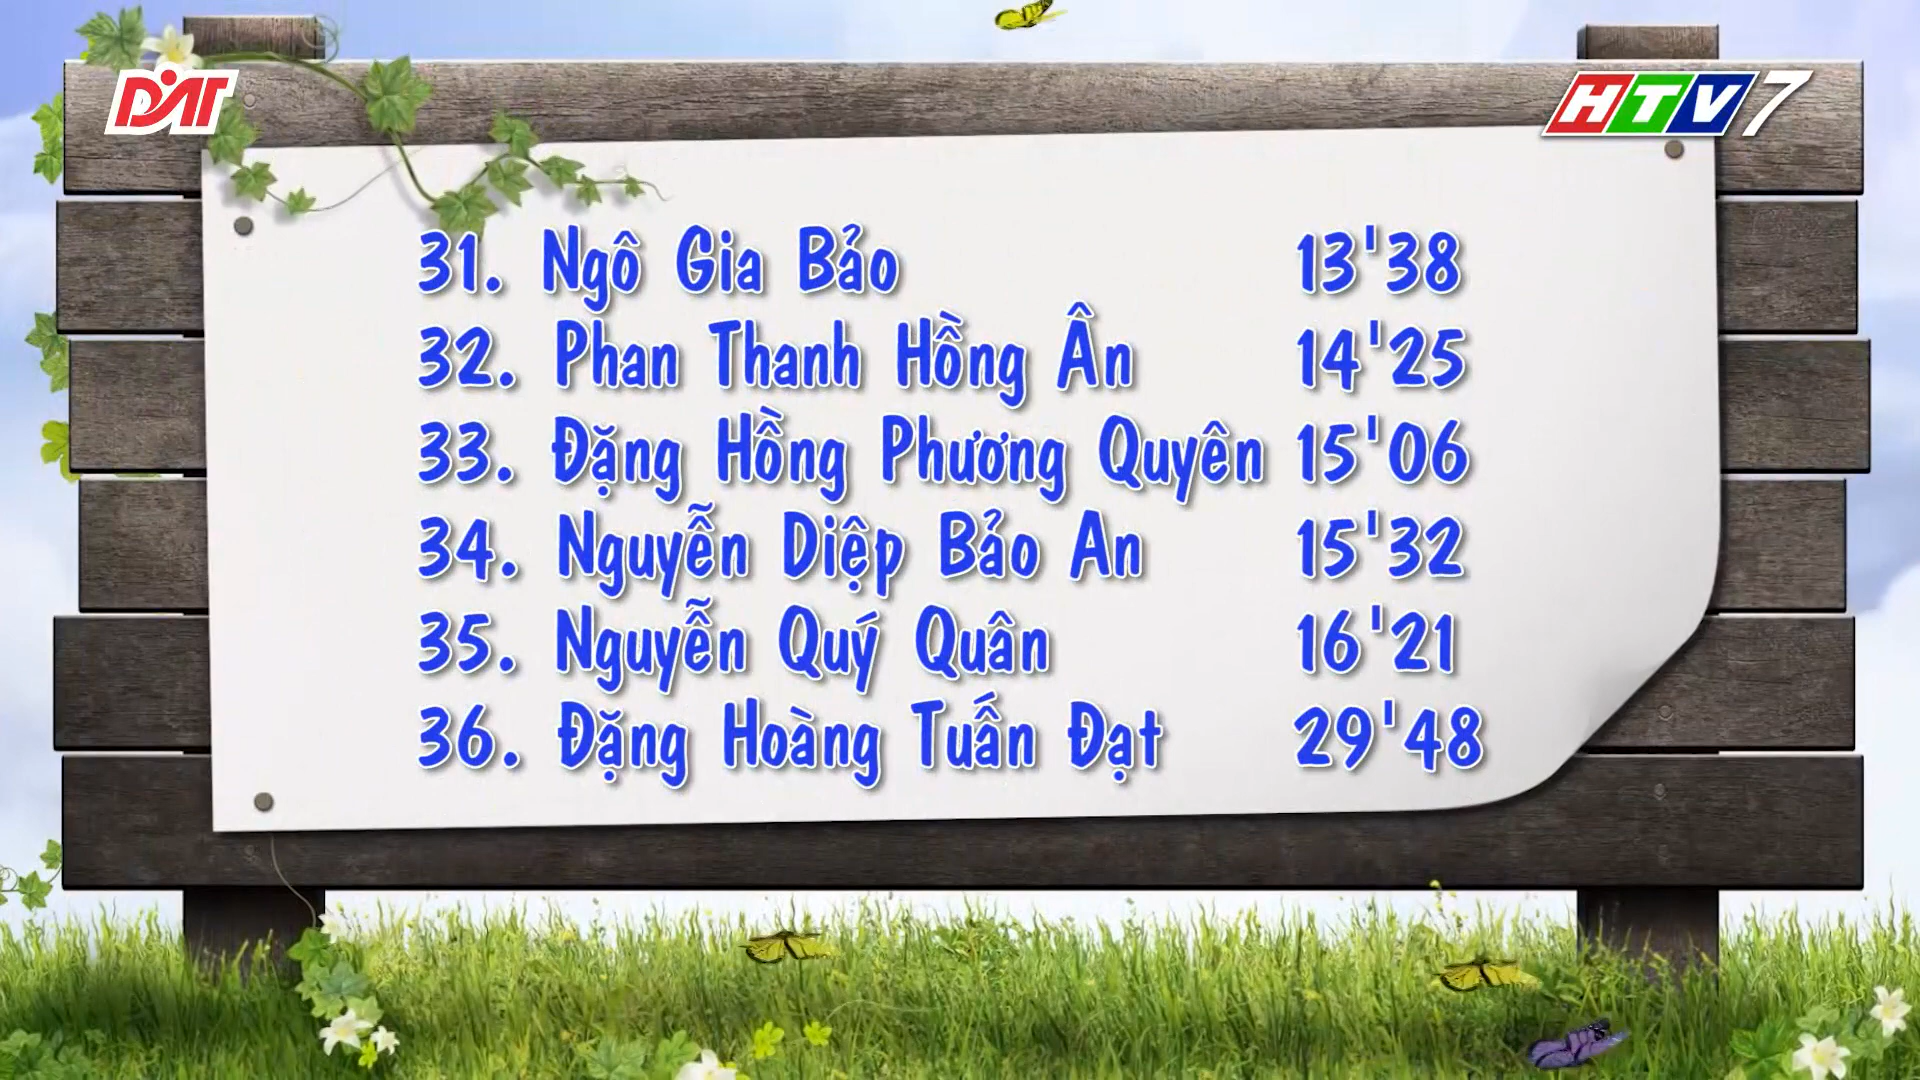 DAT
HTV7
31. Ngô Gia Bảo 13'38
32. Phan Thanh Hồng Ân 14'25
33. Đặng Hồng Phương Quyên 15'06
34. Nguyễn Diệp Bảo An 15'32
35. Nguyễn Quý Quân 16'21
36. Đặng Hoàng Tuấn Đạt 29'48